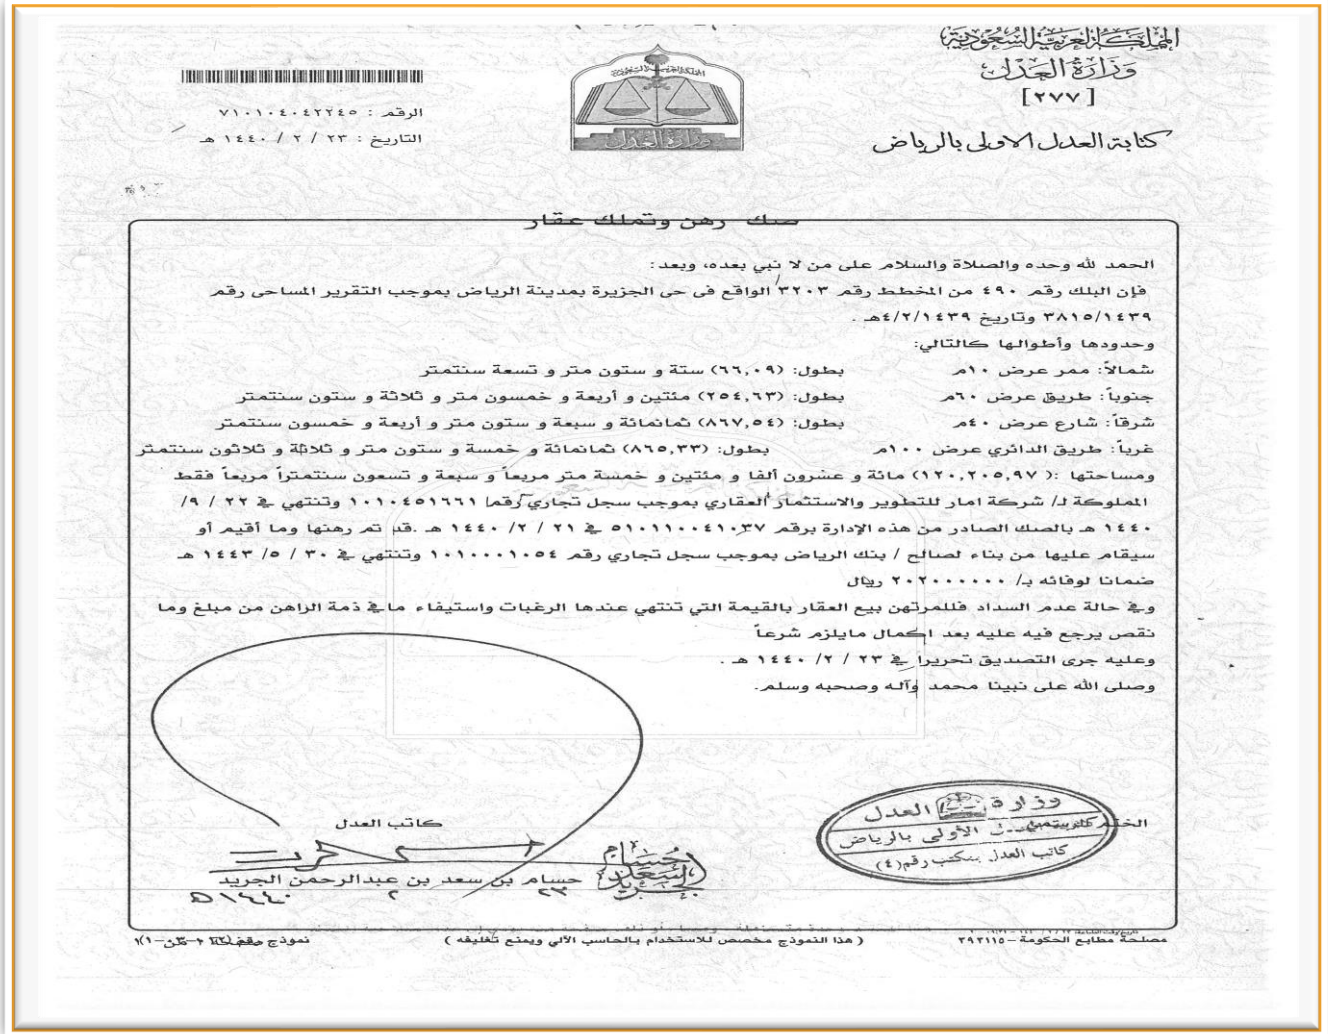 المملكة العربية السعودية
وزارة العدل
[٢٧٧]
كتابة العدل الاولى بالرياض
وزارة العدل
الرقم : ٧١٠١٠٤٠٤٢٢٤٥
التاريخ : ٢٣ / ٢ / ١٤٤٠ هـ
صك رهن وتملك عقار
الحمد لله وحده والصلاة والسلام على من لا نبي بعده، وبعد:
فإن البلك رقم ٤٩٠ من المخطط رقم ٣٢٠٣ الواقع في حي الجزيرة بمدينة الرياض بموجب التقرير المساحى رقم
٣٨١٥/١٤٣٩ وتاريخ ٤/٢/١٤٣٩هـ .
وحدودها وأطوالها كالتالي:
شمالاً: ممر عرض ١٠م بطول: (٦٦,٠٩) ستة و ستون متر و تسعة سنتمتر
جنوباً: طريق عرض ٦٠م بطول: (٢٥٤,٦٣) مئتين و أربعة و خمسون متر و ثلاثة و ستون سنتمتر
شرقاً: شارع عرض ٤٠م بطول: (٨٦٧,٥٤) ثمانمائة و سبعة و ستون متر و أربعة و خمسون سنتمتر
غرباً: طريق الدائري عرض ١٠٠م بطول: (٨٦٥,٣٣) ثمانمائة و خمسة و ستون متر و ثلاثة و ثلاثون سنتمتر
ومساحتها :( ١٢٠,٢٠٥,٩٧) مائة و عشرون ألفا و مئتين و خمسة متر مربعاً و سبعة و تسعون سنتمتراً مربعاً فقط
المملوكة لـ/ شركة امار للتطوير والاستثمار العقاري بموجب سجل تجاري رقم ١٠١٠٤٥١٦٦١ وتنتهي في ٢٢ / ٩/
١٤٤٠ هـ بالصك الصادر من هذه الإدارة برقم ٥١٠١١٠٠٤١٠٣٧ في ٢١ / ٢/ ١٤٤٠ هـ .قد تم رهنها وما أقيم أو
سيقام عليها من بناء لصالح / بنك الرياض بموجب سجل تجاري رقم ١٠١٠٠٠١٠٥٤ وتنتهي في ٣٠ / ٥/ ١٤٤٣ هـ
ضمانا لوفائه بـ/ ٢٠٢٠٠٠٠٠٠ ريال
وفي حالة عدم السداد فللمرتهن بيع العقار بالقيمة التي تنتهي عندها الرغبات واستيفاء مافي ذمة الراهن من مبلغ وما
نقص يرجع فيه عليه بعد اكمال مايلزم شرعاً
وعليه جرى التصديق تحريرا في ٢٣ / ٢/ ١٤٤٠ هـ .
وصلى الله على نبينا محمد وآله وصحبه وسلم.
الختم
وزارة العدل
الأولى بالرياض
كاتب العدل بمكتب رقم (٤)
كاتب العدل
حسام بن سعد بن عبدالرحمن الجريد
٢٣ ٢ ١٤٤٠ هـ
مصلحة مطابع الحكومة - ٢٩٢١١٥
( هذا النموذج مخصص للاستخدام بالحاسب الآلي ويمنع تغليفه )
نموذج